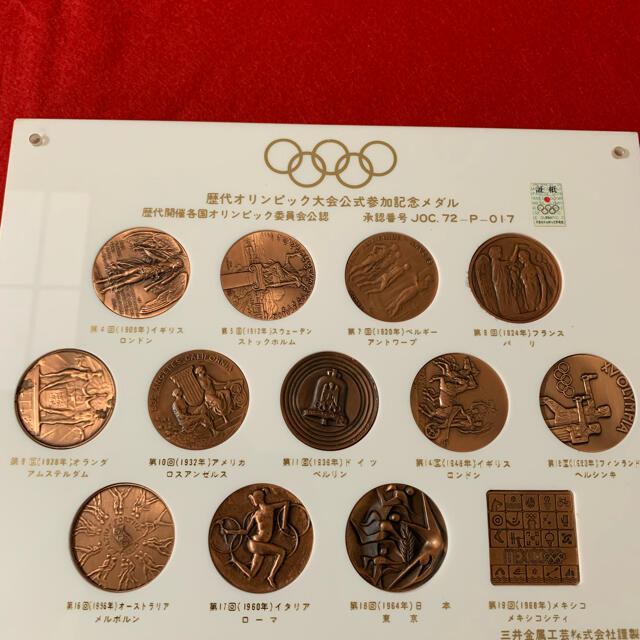 歴代オリンピック大会公式参加記念メダル
歴代開催各国オリンピック委員会公認 承認番号 JOC.72-P-017
証紙
第4回(1908年)イギリス
ロンドン
第5回(1912年)スウェーデン
ストックホルム
第7回(1920年)ベルギー
アントワープ
第8回(1924年)フランス
パリ
LOS ANGELES CALIFORNIA
XV OLYMPIA
第9回(1928年)オランダ
アムステルダム
第10回(1932年)アメリカ
ロスアンゼルス
第11回(1936年)ドイツ
ベルリン
第14回(1948年)イギリス
ロンドン
第15回(1952年)フィンランド
ヘルシンキ
第16回(1956年)オーストラリア
メルボルン
第17回(1960年)イタリア
ローマ
第18回(1964年)日本
東京
第19回(1968年)メキシコ
メキシコシティ
三井金属工芸株式会社謹製